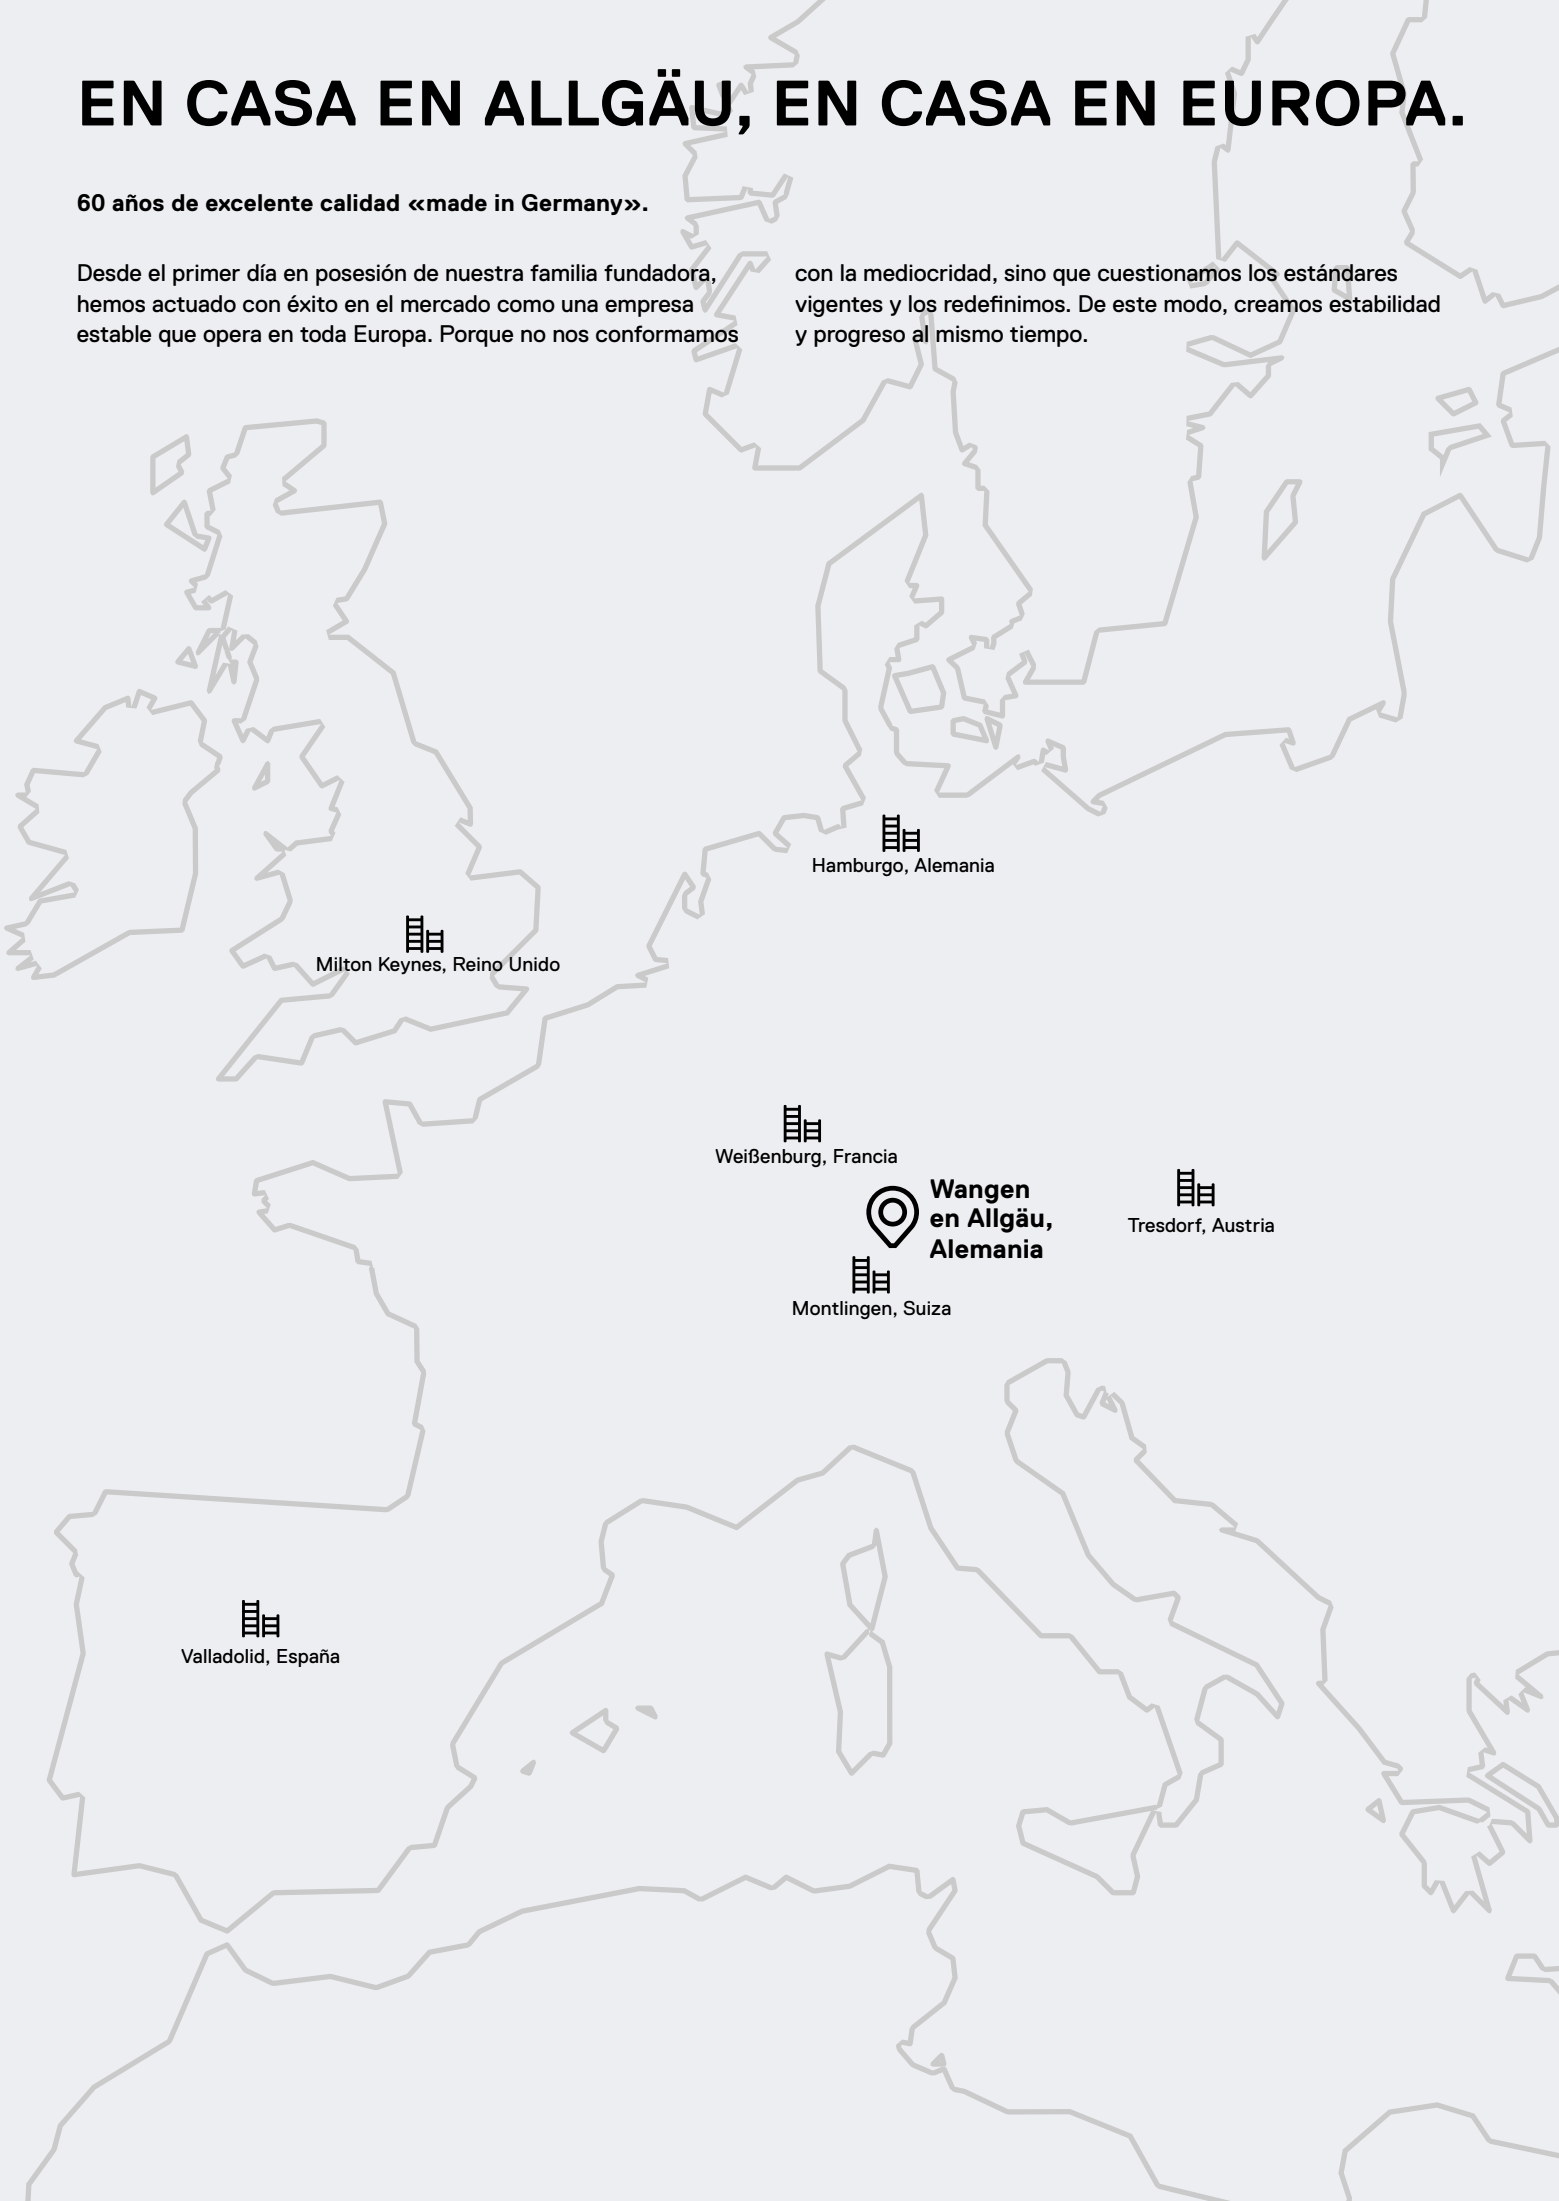 EN CASA EN ALLGÄU, EN CASA EN EUROPA.
60 años de excelente calidad «made in Germany».
Desde el primer día en posesión de nuestra familia fundadora,
hemos actuado con éxito en el mercado como una empresa
estable que opera en toda Europa. Porque no nos conformamos
con la mediocridad, sino que cuestionamos los estándares
vigentes y los redefinimos. De este modo, creamos estabilidad
y progreso al mismo tiempo.
Hamburgo, Alemania
Milton Keynes, Reino Unido
Weißenburg, Francia
Wangen
en Allgäu,
Alemania
Tresdorf, Austria
Montlingen, Suiza
Valladolid, España